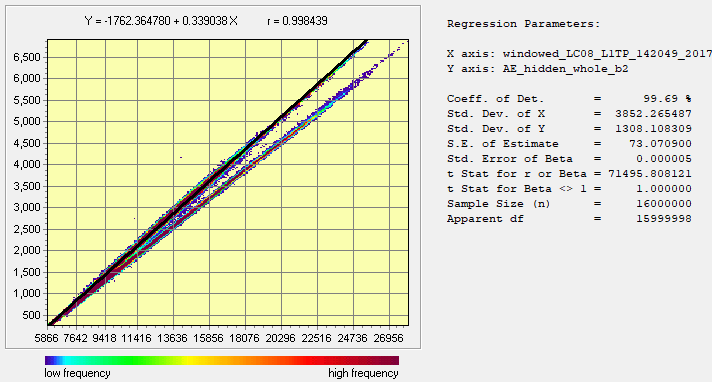 Y = -1762.364780 + 0.339038 X r = 0.998439
6,500
6,000
5,500
5,000
4,500
4,000
3,500
3,000
2,500
2,000
1,500
1,000
500
5866 7642 9418 11416 13636 15856 18076 20296 22516 24736 26956
low frequency high frequency
Regression Parameters:
X axis: windowed_LC08_L1TP_142049_2017
Y axis: AE_hidden_whole_b2
Coeff. of Det. = 99.69 %
Std. Dev. of X = 3852.265487
Std. Dev. of Y = 1308.108309
S.E. of Estimate = 73.070900
Std. Error of Beta = 0.000005
t Stat for r or Beta = 71495.808121
t Stat for Beta <> 1 = 1.000000
Sample Size (n) = 16000000
Apparent df = 15999998